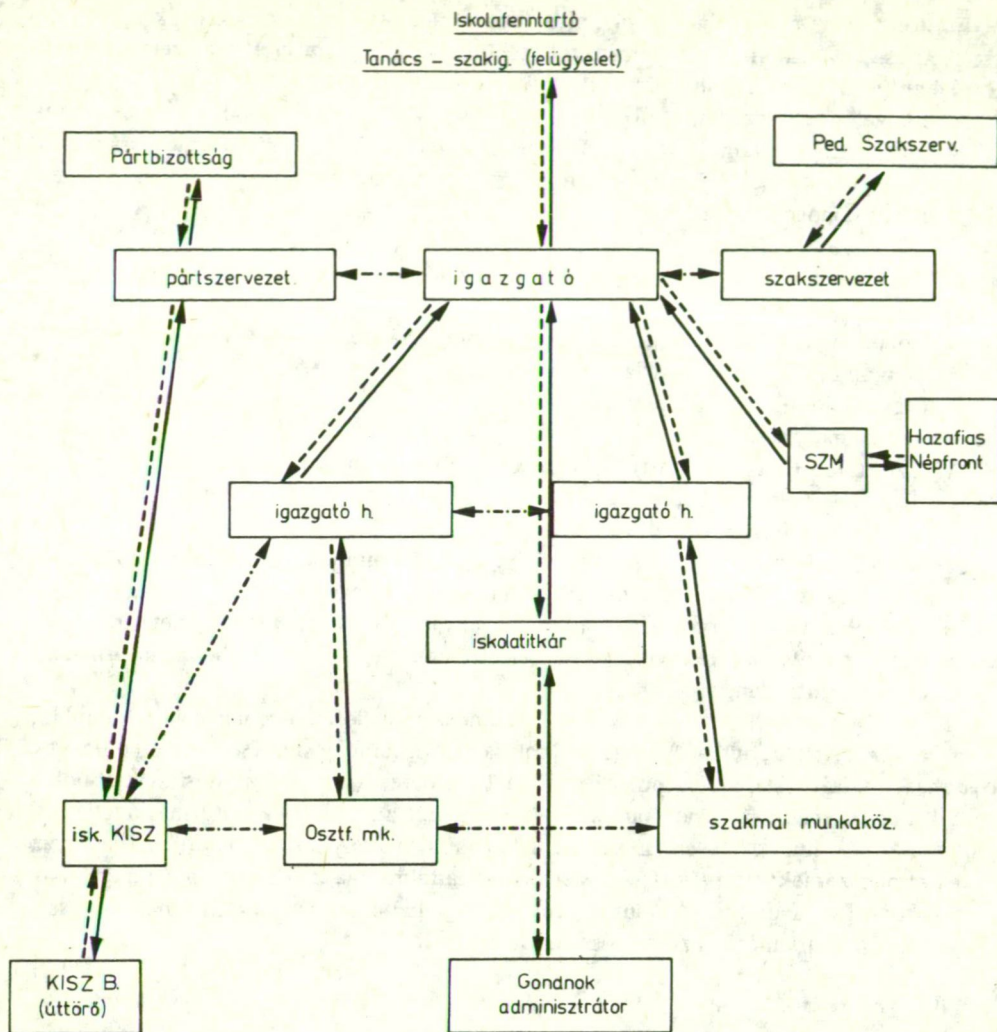 Iskolafenntartó
Tanács - szakig. (felügyelet)
Pártbizottság
Ped. Szakszerv.
pártszervezet.
igazgató
szakszervezet
SZM
Hazafias
Népfront
igazgató h.
igazgató h.
iskolatitkár
isk. KISZ
Osztf. mk.
szakmai munkaköz.
KISZ B.
(úttörő)
Gondnok
adminisztrátor